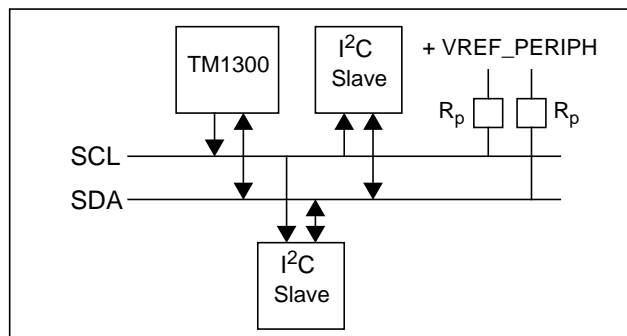 TM1300
I²C
Slave
+ VREF_PERIPH
Rp
Rp
SCL
SDA
I²C
Slave